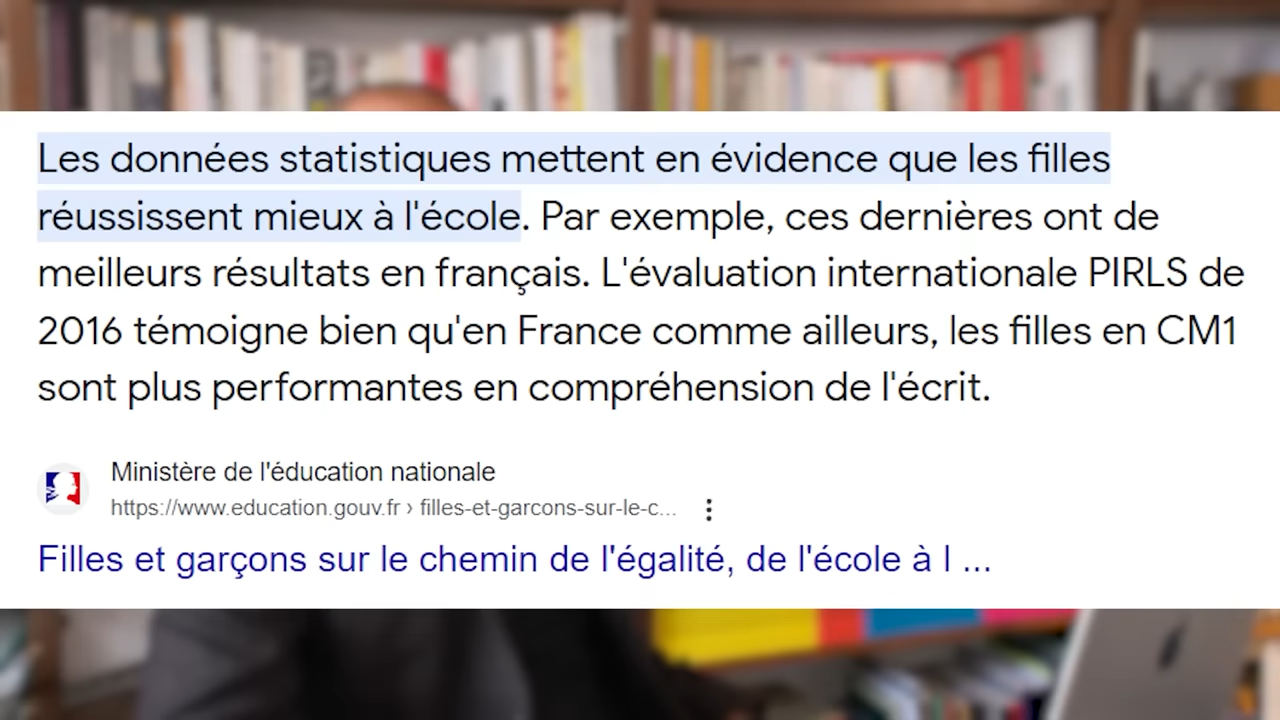 Les données statistiques mettent en évidence que les filles
réussissent mieux à l'école. Par exemple, ces dernières ont de
meilleurs résultats en français. L'évaluation internationale PIRLS de
2016 témoigne bien qu'en France comme ailleurs, les filles en CM1
sont plus performantes en compréhension de l'écrit.
Ministère de l'éducation nationale
https://www.education.gouv.fr › filles-et-garcons-sur-le-c...
Filles et garçons sur le chemin de l'égalité, de l'école à l ...